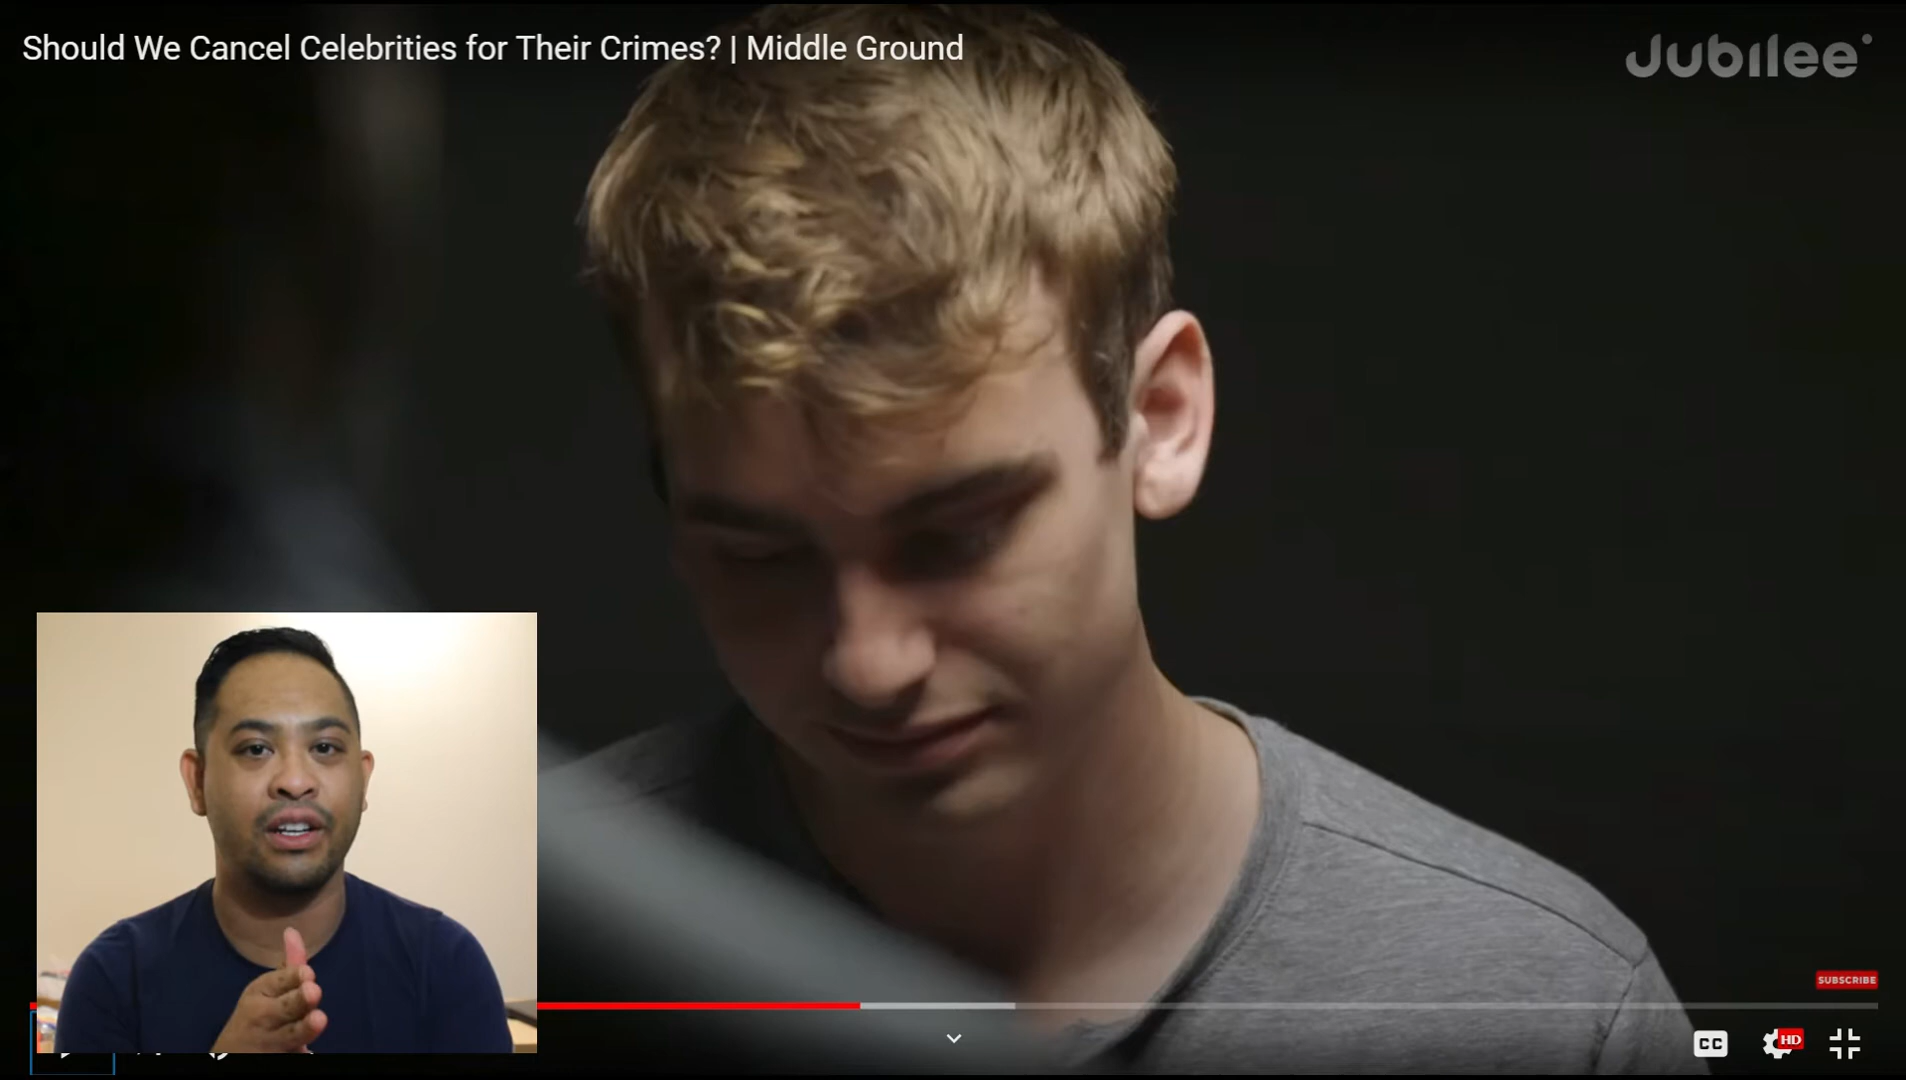 Should We Cancel Celebrities for Their Crimes? | Middle Ground
Jubilee
SUBSCRIBE
CC
HD